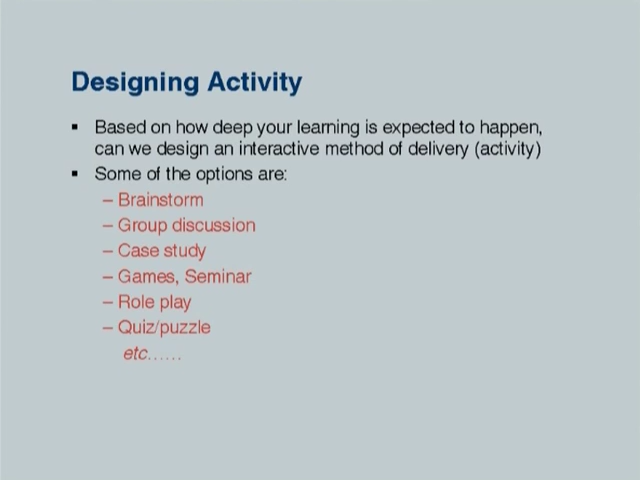 Designing Activity
▪ Based on how deep your learning is expected to happen,
can we design an interactive method of delivery (activity)
▪ Some of the options are:
– Brainstorm
– Group discussion
– Case study
– Games, Seminar
– Role play
– Quiz/puzzle
etc……